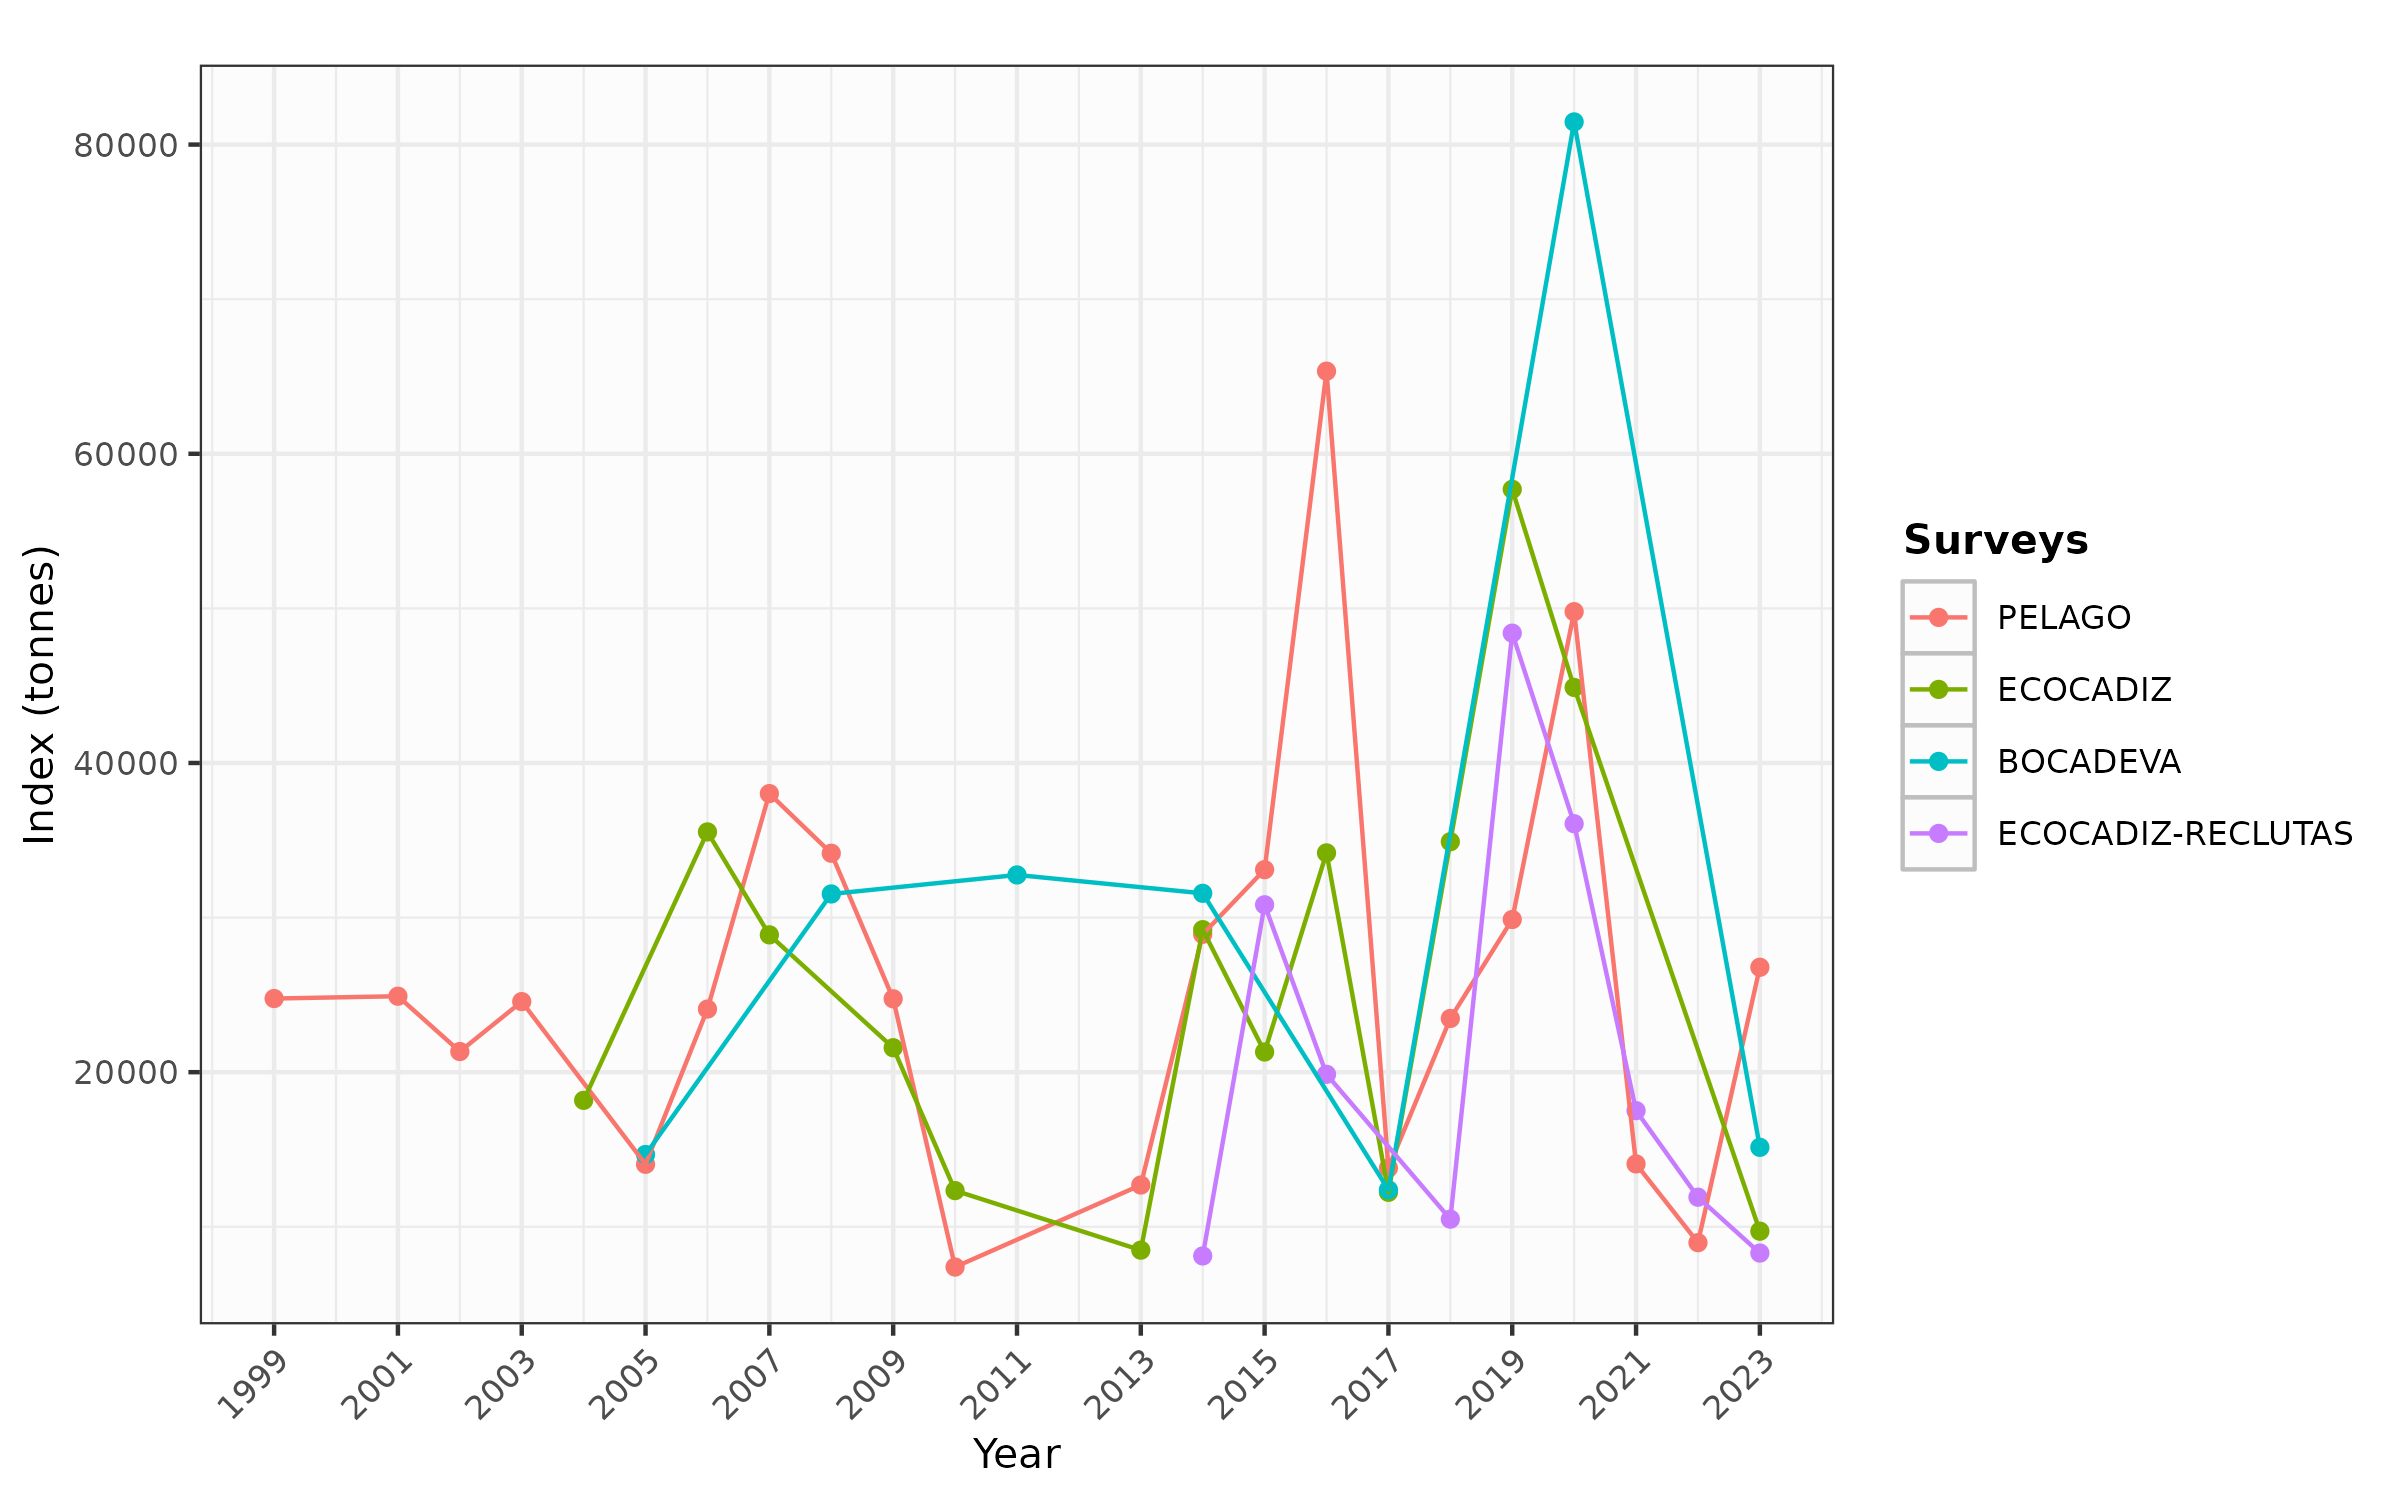 80000
60000
40000
20000
Index (tonnes)
1999
2001
2003
2005
2007
2009
2011
2013
2015
2017
2019
2021
2023
Year
Surveys
PELAGO
ECOCADIZ
BOCADEVA
ECOCADIZ-RECLUTAS